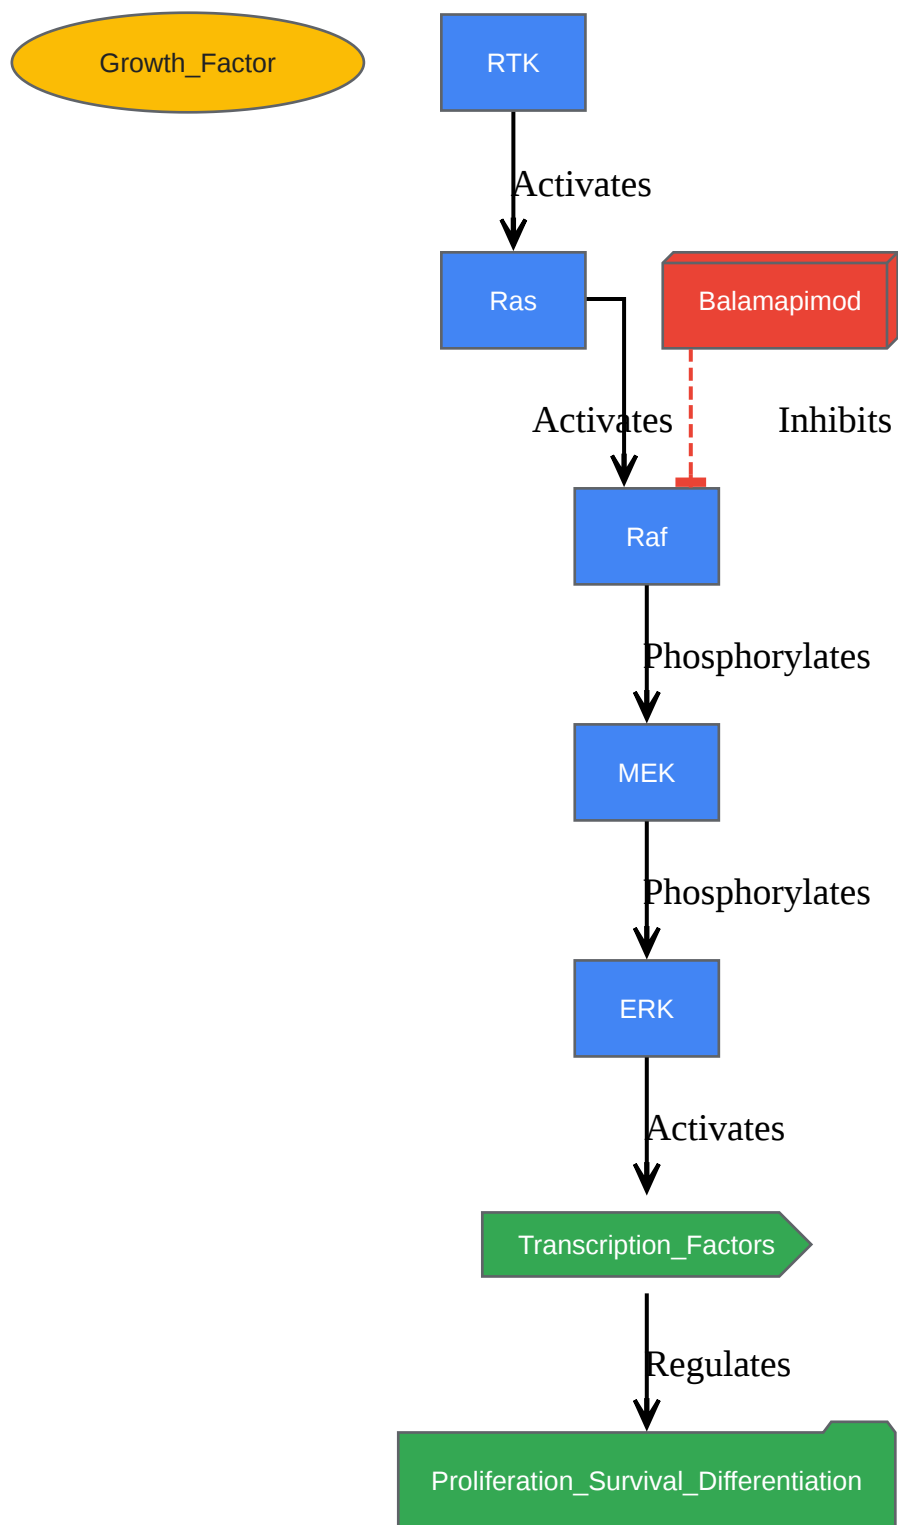 Growth_Factor
RTK
Activates
Ras
Balamapimod
Activates
Inhibits
Raf
Phosphorylates
MEK
Phosphorylates
ERK
Activates
Transcription_Factors
Regulates
Proliferation_Survival_Differentiation